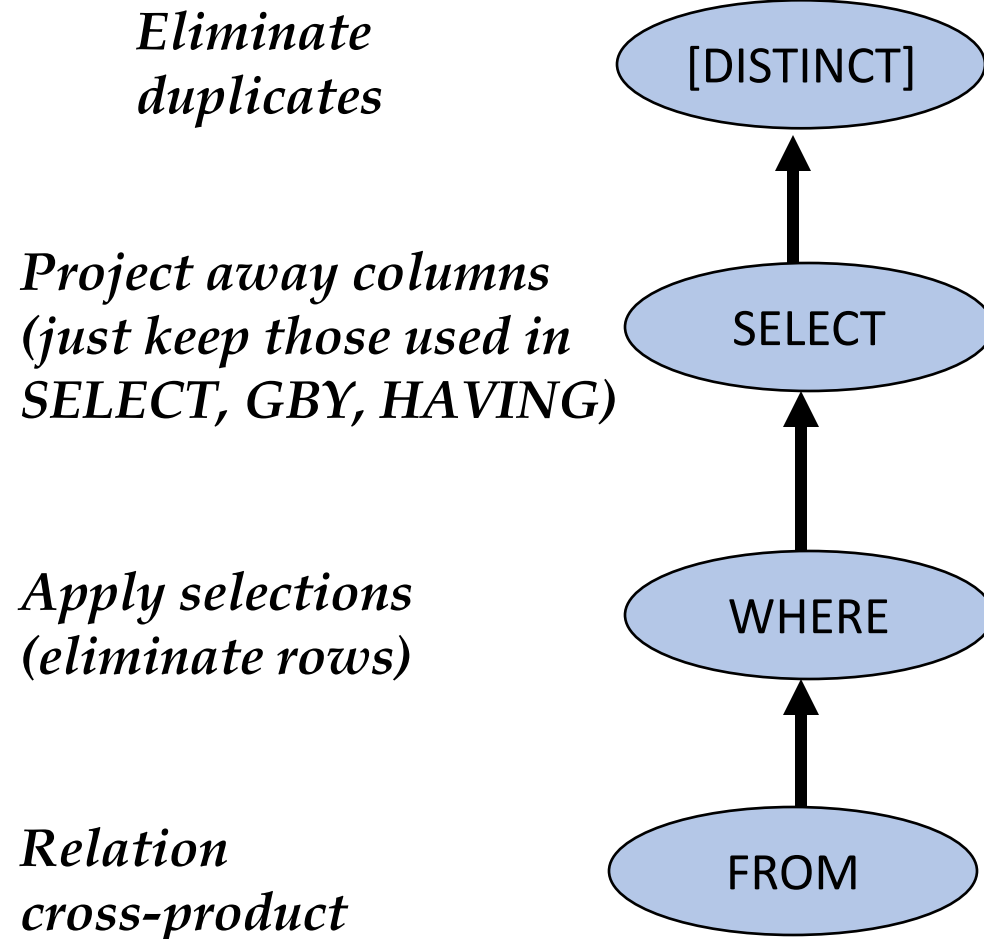 Eliminate
duplicates
[DISTINCT]
Project away columns
(just keep those used in
SELECT, GBY, HAVING)
SELECT
Apply selections
(eliminate rows)
WHERE
Relation
cross-product
FROM